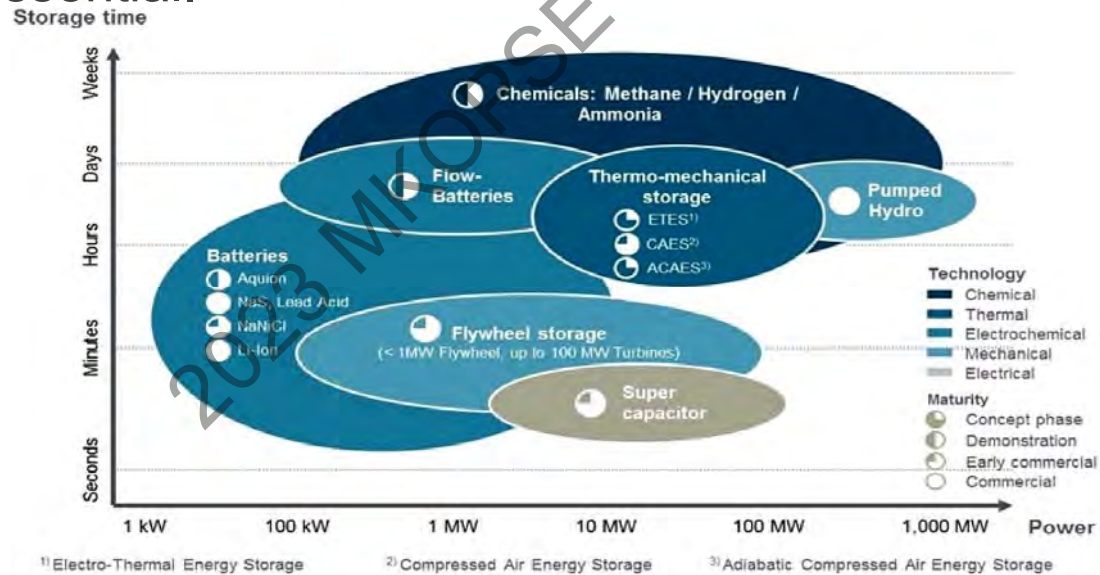 Storage time
Weeks
Days
Hours
Minutes
Seconds
Chemicals: Methane / Hydrogen /
Ammonia
Flow-
Batteries
Thermo-mechanical
storage
ETES1)
CAES2)
ACAES3)
Pumped
Hydro
Batteries
Aquion
NaS, Lead Acid
NaNiCl
Li-Ion
Flywheel storage
(< 1MW Flywheel, up to 100 MW Turbines)
Super
capacitor
Technology
Chemical
Thermal
Electrochemical
Mechanical
Electrical
Maturity
Concept phase
Demonstration
Early commercial
Commercial
1 kW 100 kW 1 MW 10 MW 100 MW 1,000 MW Power
1) Electro-Thermal Energy Storage 2) Compressed Air Energy Storage 3) Adiabatic Compressed Air Energy Storage
2023 MKOPSE